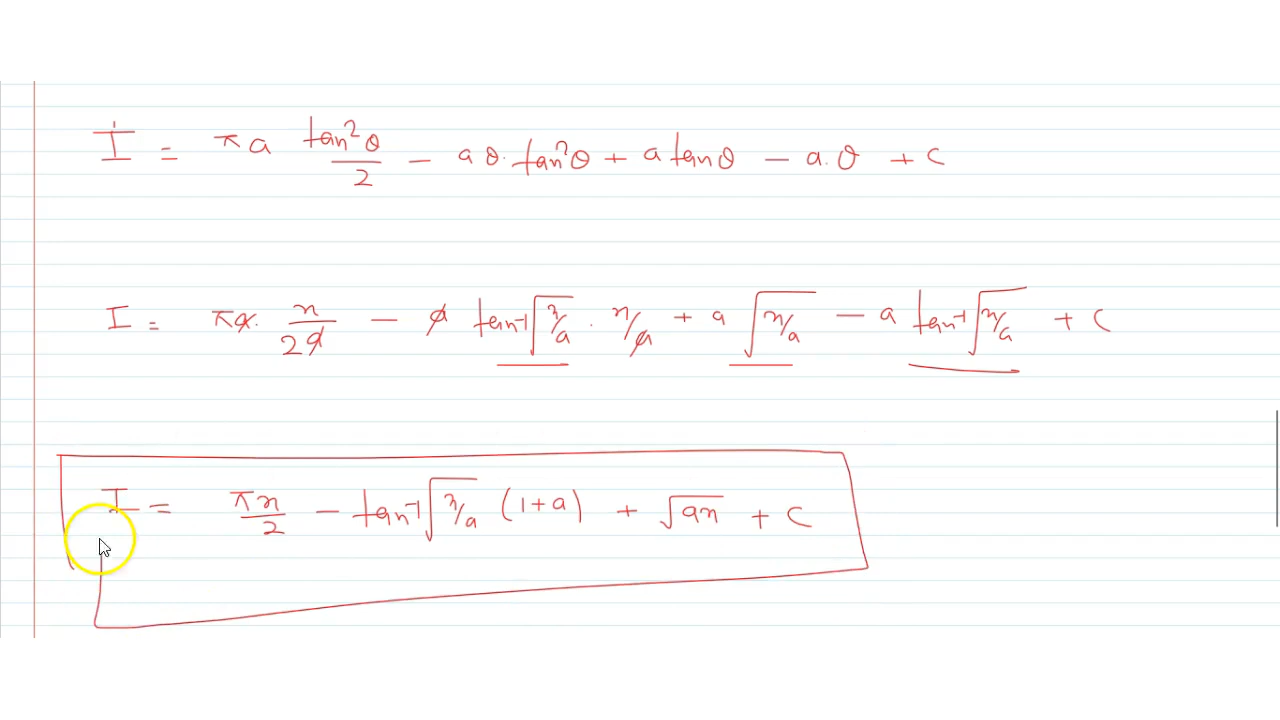 I = πa tan²θ/2 - aθ. tan²θ + a tanθ - a.θ + c
I = πa. x/2a - a tan⁻¹√x/a . x/a + a √x/a - a tan⁻¹√x/a + c
I = πx/2 - tan⁻¹√x/a (1+a) + √ax + c